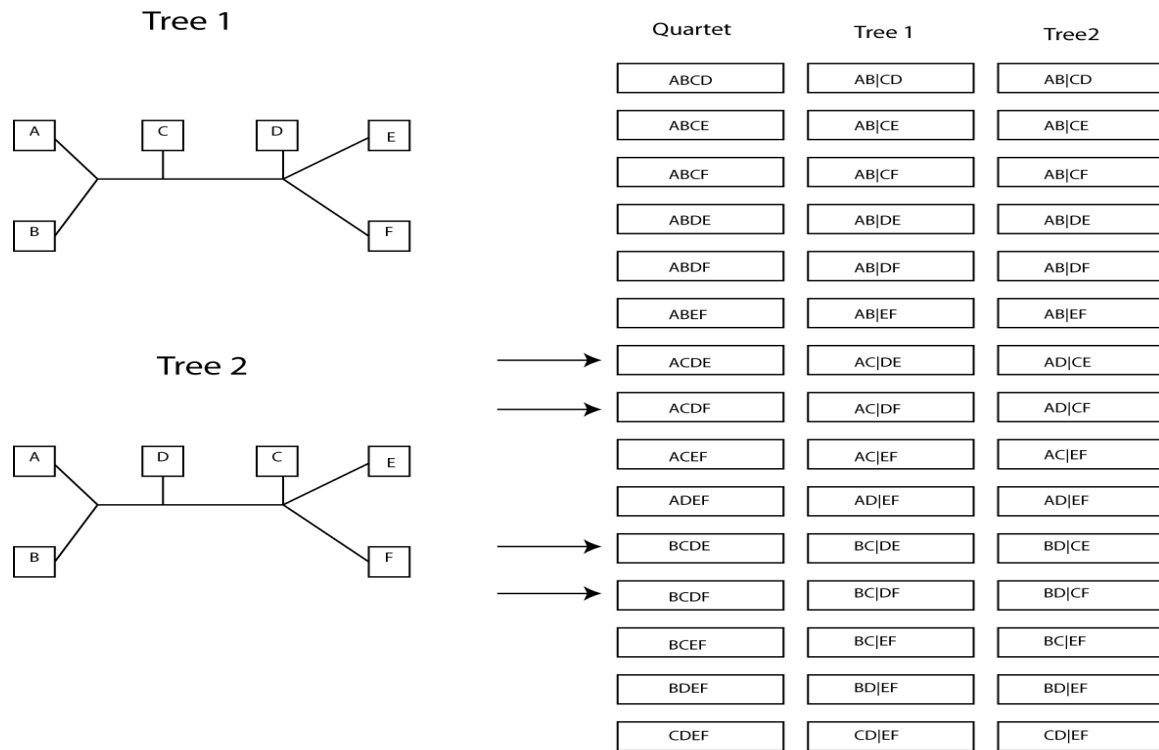 Tree 1
A
C
D
E
B
F
Tree 2
A
D
C
E
B
F
Quartet Tree 1 Tree2
ABCD AB|CD AB|CD
ABCE AB|CE AB|CE
ABCF AB|CF AB|CF
ABDE AB|DE AB|DE
ABDF AB|DF AB|DF
ABEF AB|EF AB|EF
ACDE AC|DE AD|CE
ACDF AC|DF AD|CF
ACEF AC|EF AC|EF
ADEF AD|EF AD|EF
BCDE BC|DE BD|CE
BCDF BC|DF BD|CF
BCEF BC|EF BC|EF
BDEF BD|EF BD|EF
CDEF CD|EF CD|EF